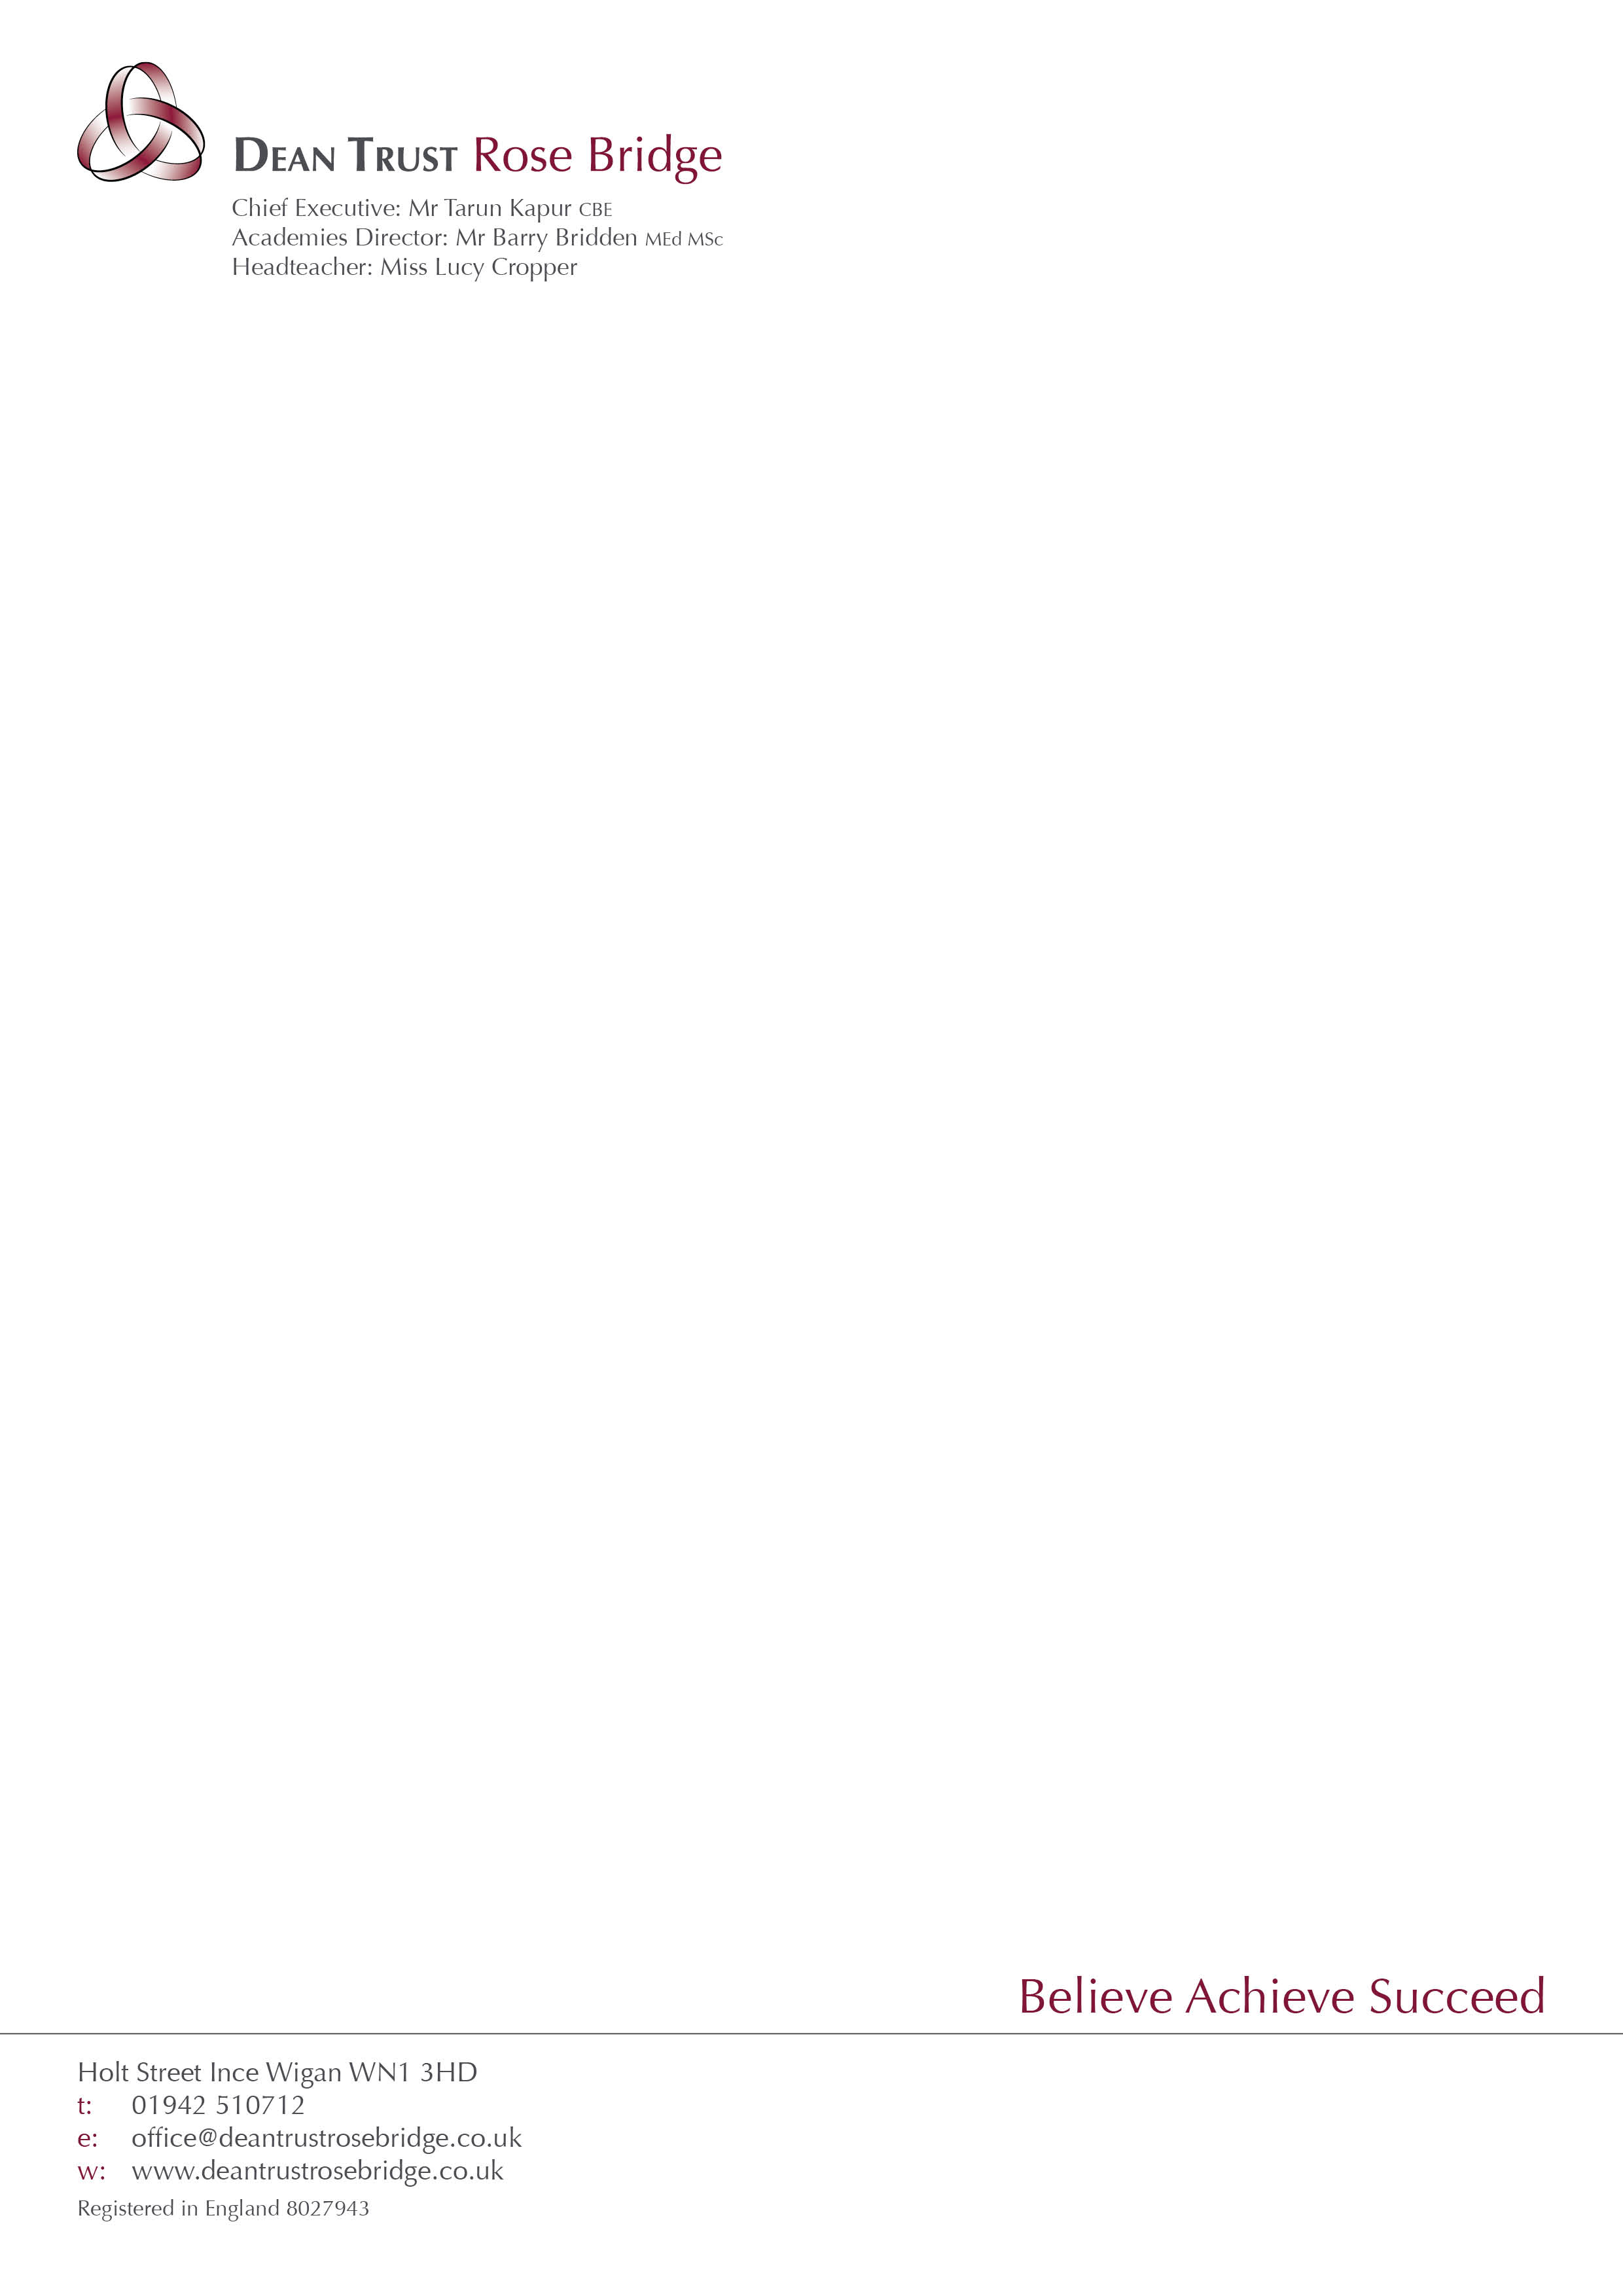 DEAN TRUST Rose Bridge
Chief Executive: Mr Tarun Kapur CBE
Academies Director: Mr Barry Bridden MEd MSc
Headteacher: Miss Lucy Cropper
Believe Achieve Succeed
Holt Street Ince Wigan WN1 3HD
t: 01942 510712
e: office@deantrustrosebridge.co.uk
w: www.deantrustrosebridge.co.uk
Registered in England 8027943